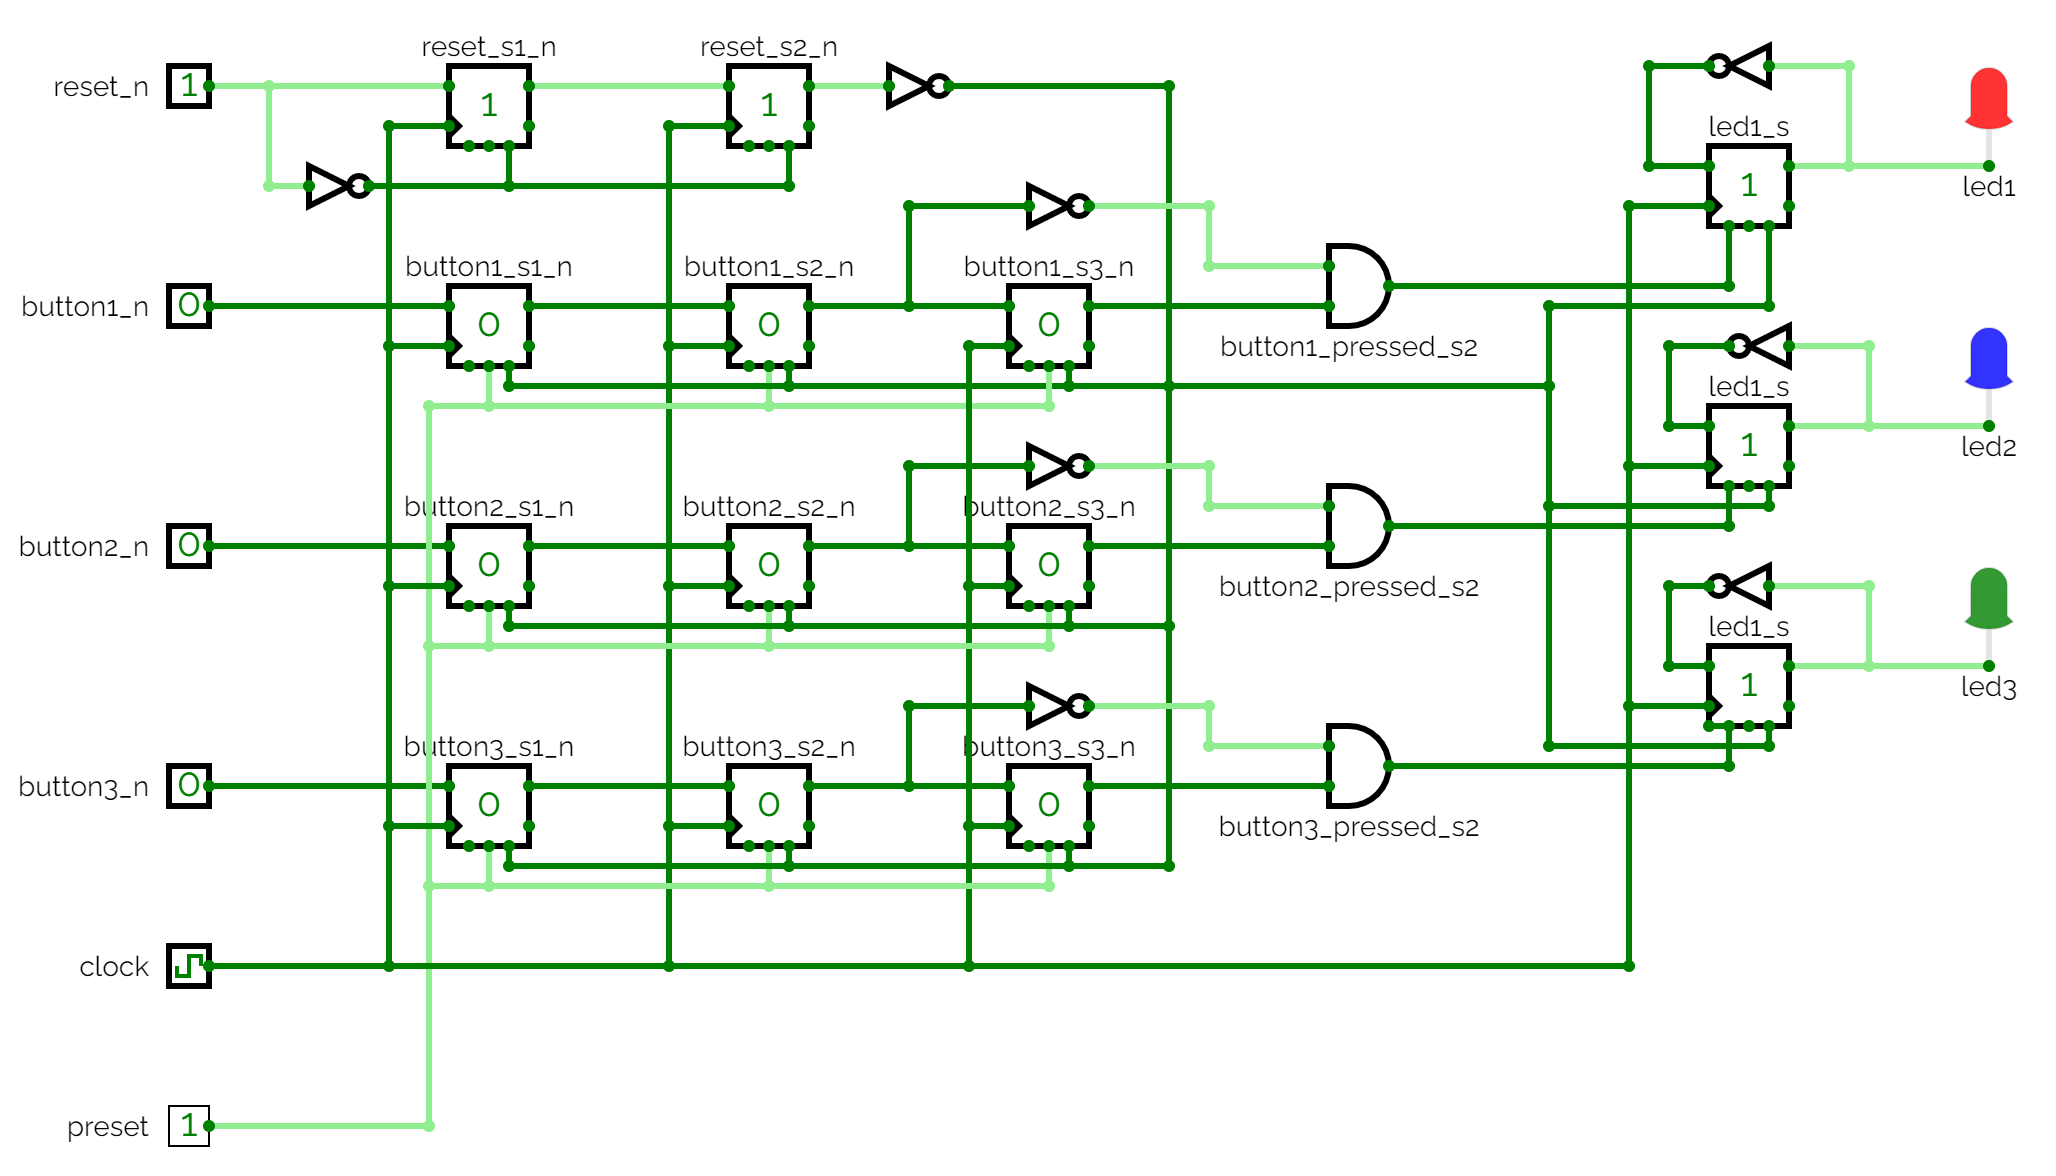 reset_s1_n reset_s2_n
reset_n 1 1 1
led1_s
1
led1
button1_s1_n button1_s2_n button1_s3_n
button1_n 0 0 0 0
button1_pressed_s2
led1_s
1
led2
button2_s1_n button2_s2_n button2_s3_n
button2_n 0 0 0 0
button2_pressed_s2
led1_s
1
led3
button3_s1_n button3_s2_n button3_s3_n
button3_n 0 0 0 0
button3_pressed_s2
clock
preset 1